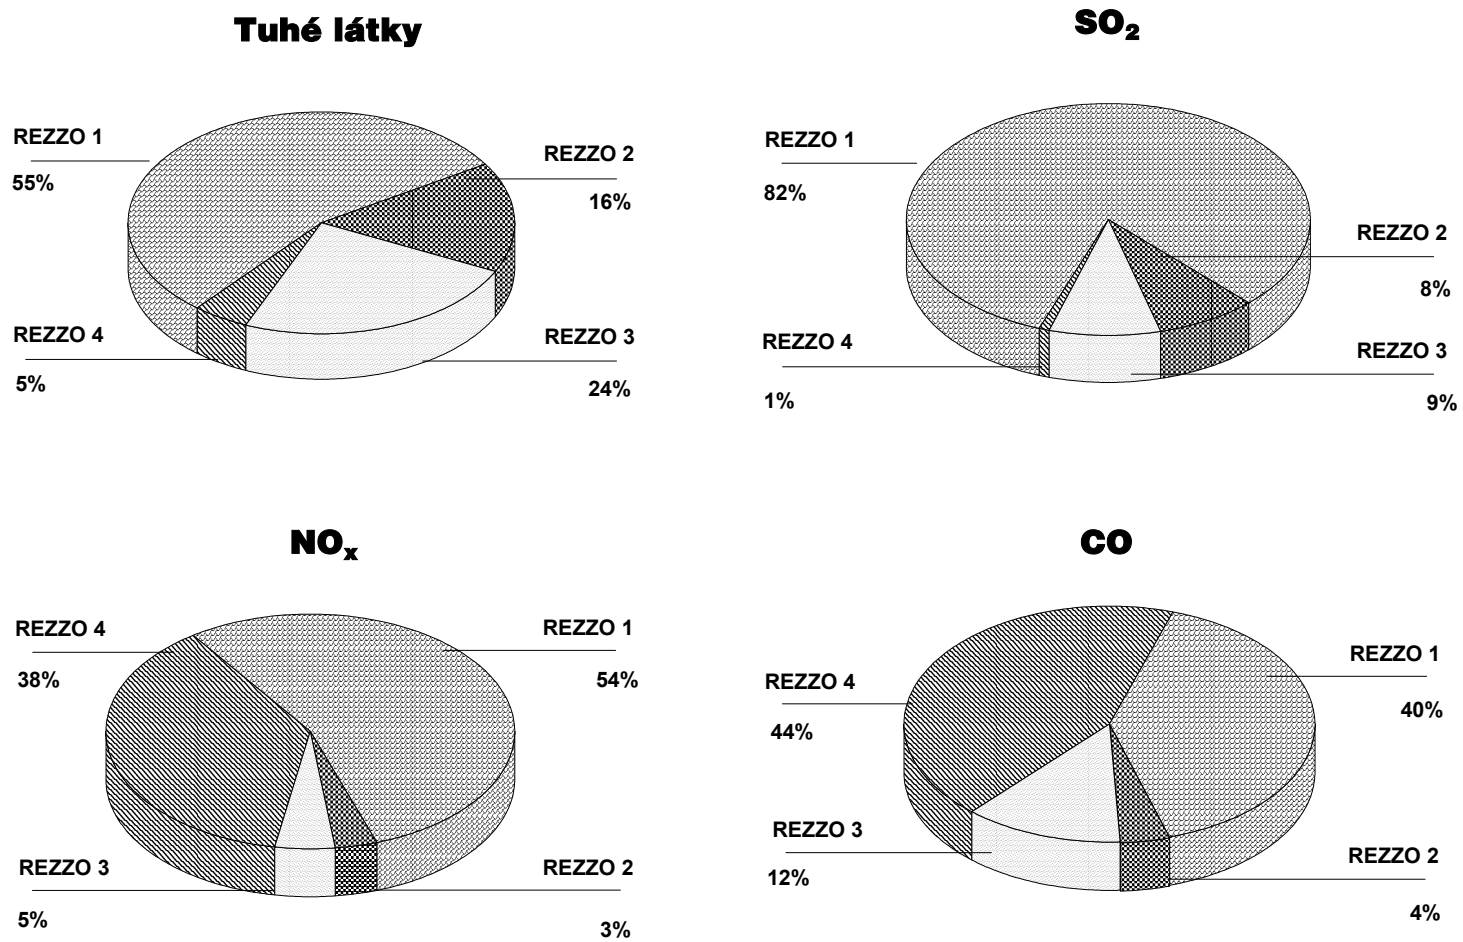 Tuhé látky
REZZO 1
55%
REZZO 2
16%
REZZO 4
5%
REZZO 3
24%
SO₂
REZZO 1
82%
REZZO 2
8%
REZZO 4
1%
REZZO 3
9%
NOₓ
REZZO 4
38%
REZZO 1
54%
REZZO 3
5%
REZZO 2
3%
CO
REZZO 1
40%
REZZO 4
44%
REZZO 3
12%
REZZO 2
4%